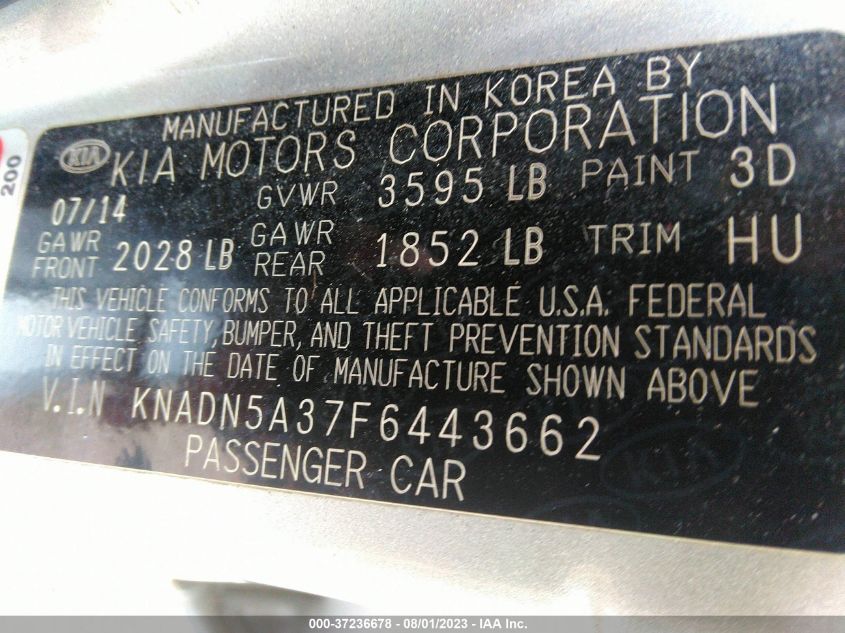 MANUFACTURED IN KOREA BY
KIA KIA MOTORS CORPORATION
07/14 GVWR 3595 LB PAINT 3D
GAWR FRONT 2028 LB GAWR REAR 1852 LB TRIM HU
THIS VEHICLE CONFORMS TO ALL APPLICABLE U.S.A. FEDERAL
MOTOR VEHICLE SAFETY, BUMPER, AND THEFT PREVENTION STANDARDS
IN EFFECT ON THE DATE OF MANUFACTURE SHOWN ABOVE
V.I.N KNADN5A37F6443662
PASSENGER CAR
KIA
200
000-37236678 - 08/01/2023 - IAA Inc.